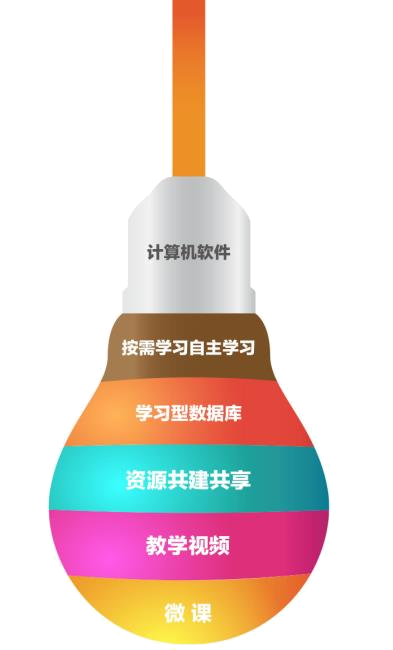 计算机软件
按需学习自主学习
学习型数据库
资源共建共享
教学视频
微 课